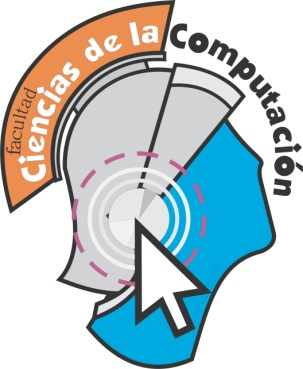 facultad
Ciencias de la Computación